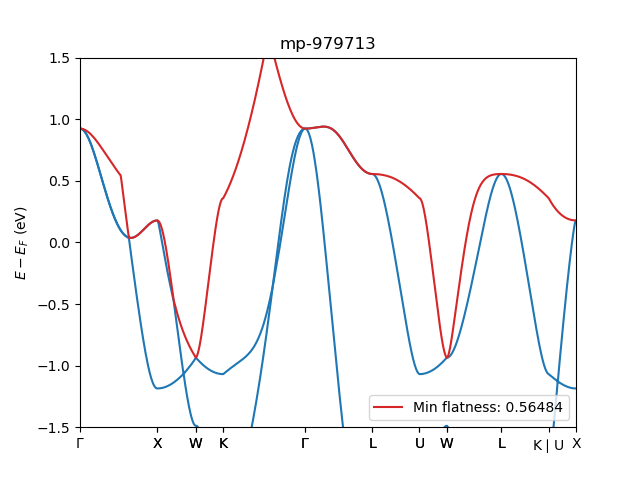 mp-979713
E − E_F (eV)
1.5
1.0
0.5
0.0
−0.5
−1.0
−1.5
Min flatness: 0.56484
Γ X W K Γ L U W L K | U X